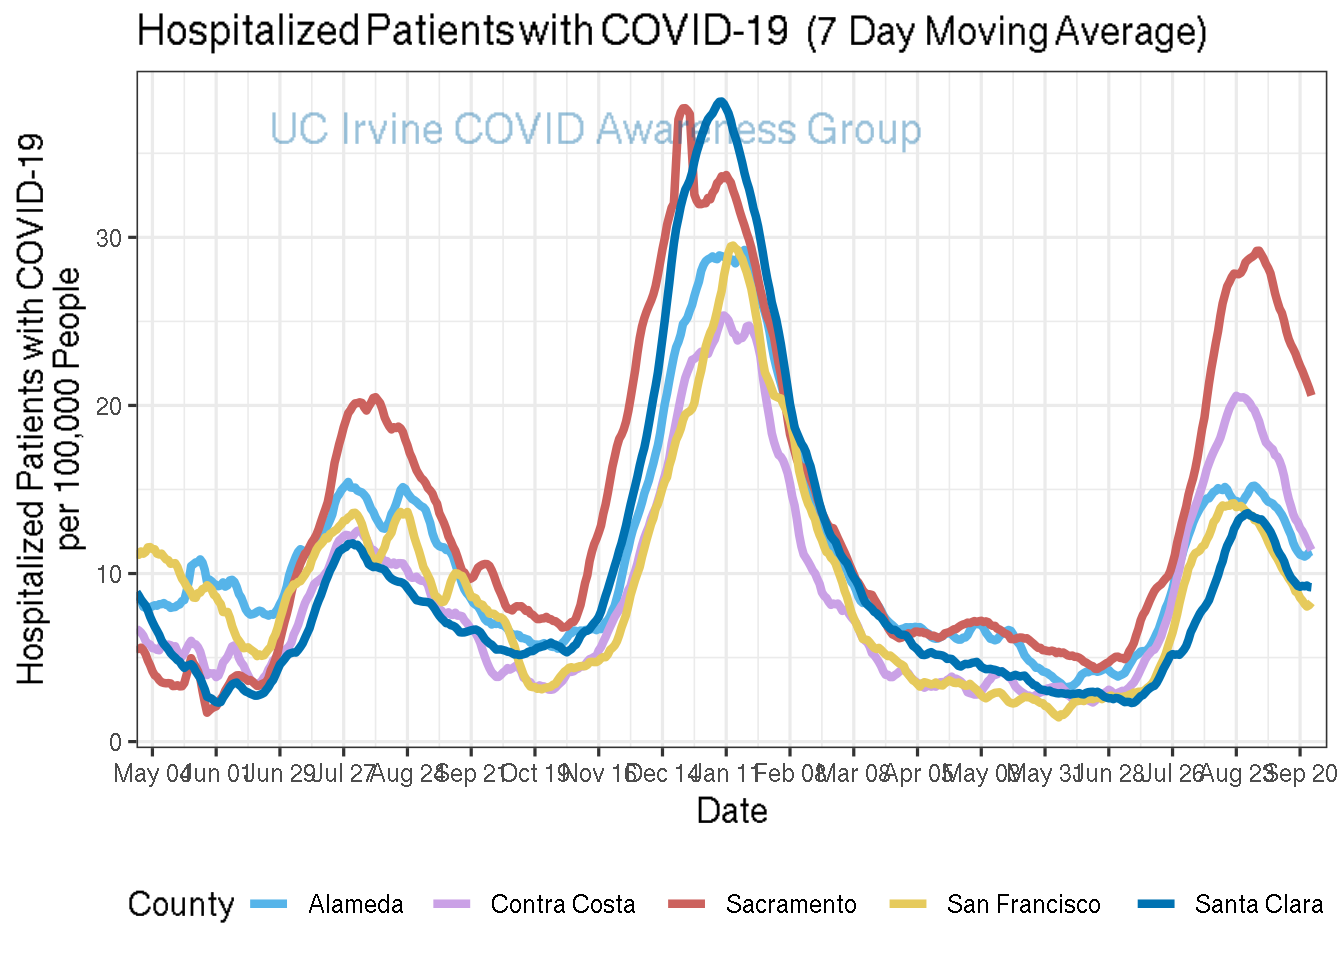 Hospitalized Patients with COVID-19 (7 Day Moving Average)
UC Irvine COVID Awareness Group
Hospitalized Patients with COVID-19
per 100,000 People
30
20
10
0
May 04 Jun 01 Jun 29 Jul 27 Aug 24 Sep 21 Oct 19 Nov 16 Dec 14 Jan 11 Feb 08 Mar 08 Apr 05 May 03 May 31 Jun 28 Jul 26 Aug 23 Sep 20
Date
County Alameda Contra Costa Sacramento San Francisco Santa Clara